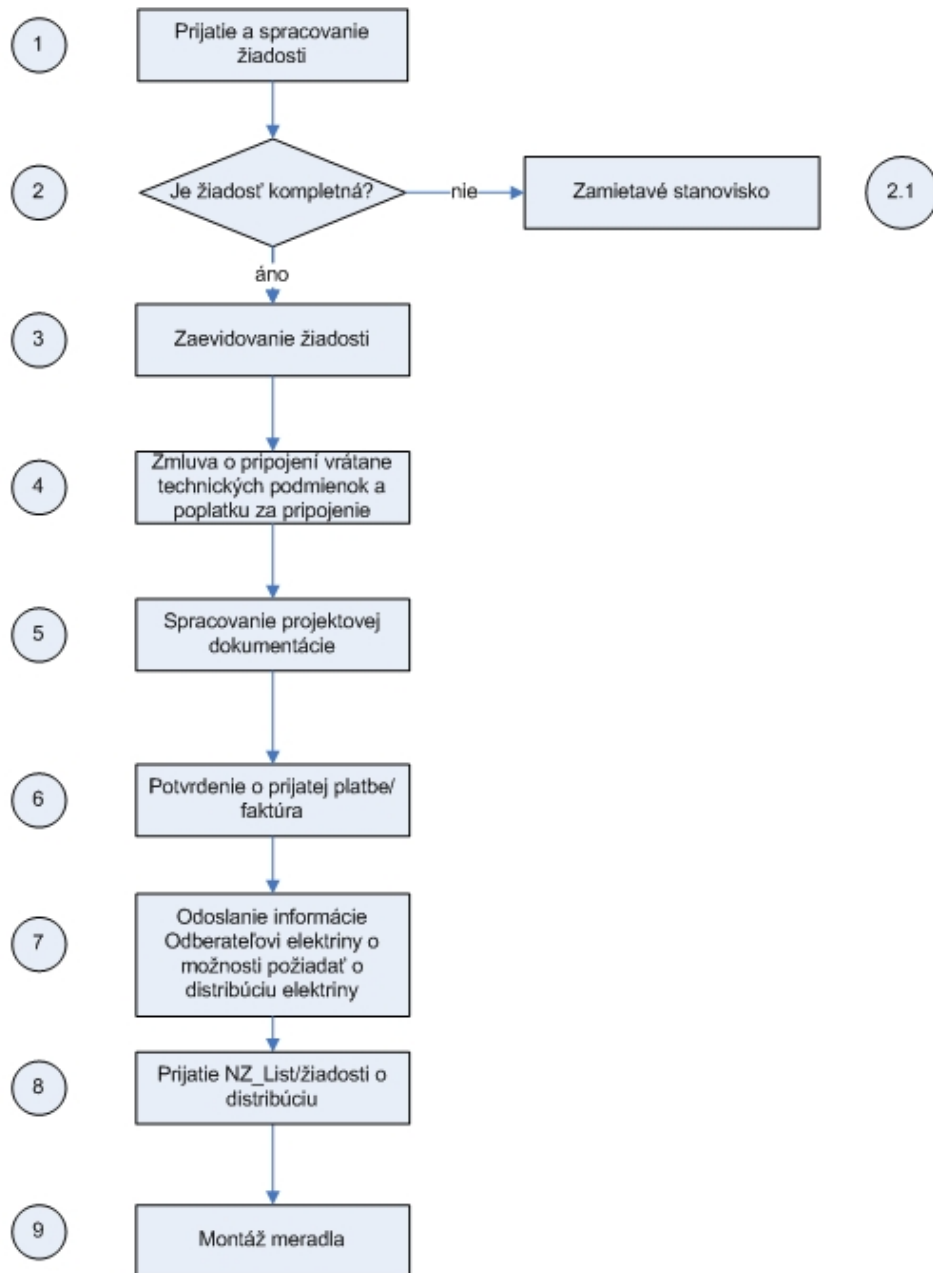 1
Prijatie a spracovanie
žiadosti
2
Je žiadosť kompletná?
nie
Zamietavé stanovisko
2.1
áno
3
Zaevidovanie žiadosti
4
Zmluva o pripojení vrátane
technických podmienok a
poplatku za pripojenie
5
Spracovanie projektovej
dokumentácie
6
Potvrdenie o prijatej platbe/
faktúra
7
Odoslanie informácie
Odberateľovi elektriny o
možnosti požiadať o
distribúciu elektriny
8
Prijatie NZ_List/žiadosti o
distribúciu
9
Montáž meradla